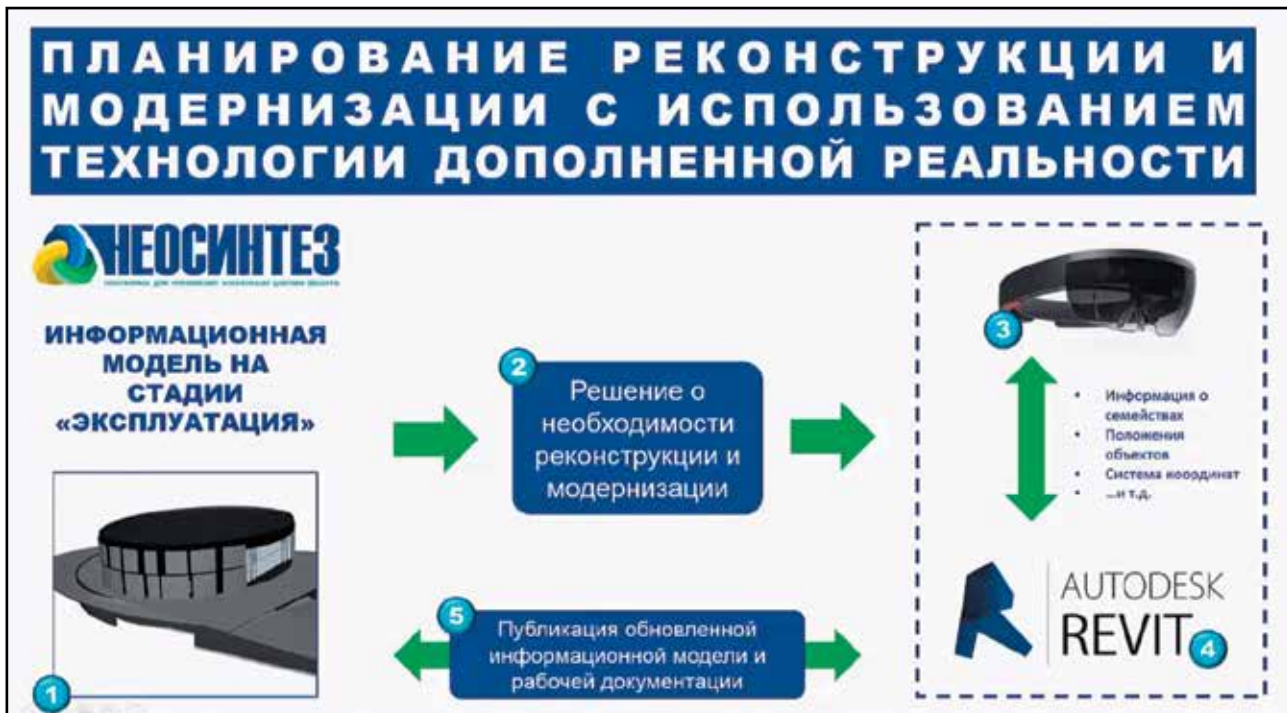 ПЛАНИРОВАНИЕ РЕКОНСТРУКЦИИ И
МОДЕРНИЗАЦИИ С ИСПОЛЬЗОВАНИЕМ
ТЕХНОЛОГИИ ДОПОЛНЕННОЙ РЕАЛЬНОСТИ
НЕОСИНТЕЗ
ИНФОРМАЦИОННАЯ
МОДЕЛЬ НА
СТАДИИ
«ЭКСПЛУАТАЦИЯ»
1
2
Решение о
необходимости
реконструкции и
модернизации
3
• Информация о
семействах
• Положения
объектов
• Система координат
• ...и т.д.
AUTODESK
REVIT
4
5
Публикация обновленной
информационной модели и
рабочей документации